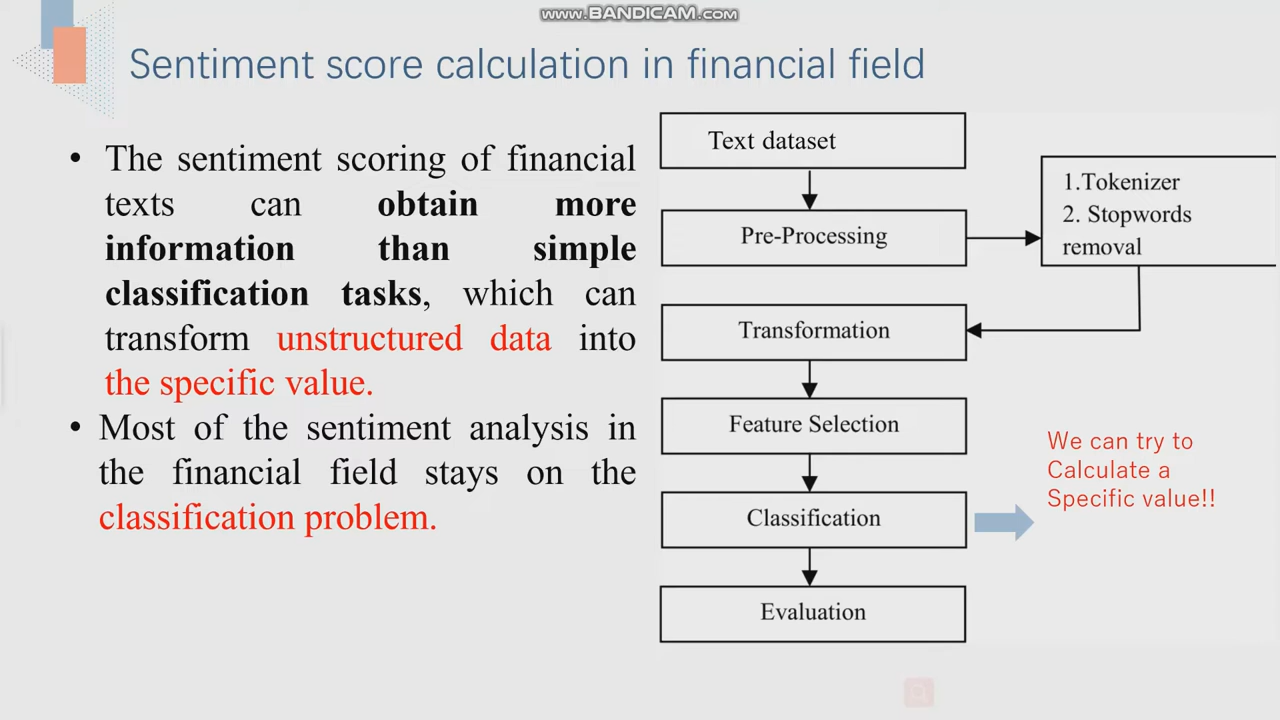 www.BANDICAM.com
Sentiment score calculation in financial field
• The sentiment scoring of financial
texts can obtain more
information than simple
classification tasks, which can
transform unstructured data into
the specific value.
• Most of the sentiment analysis in
the financial field stays on the
classification problem.
Text dataset
Pre-Processing
1.Tokenizer
2. Stopwords
removal
Transformation
Feature Selection
Classification
We can try to
Calculate a
Specific value!!
Evaluation